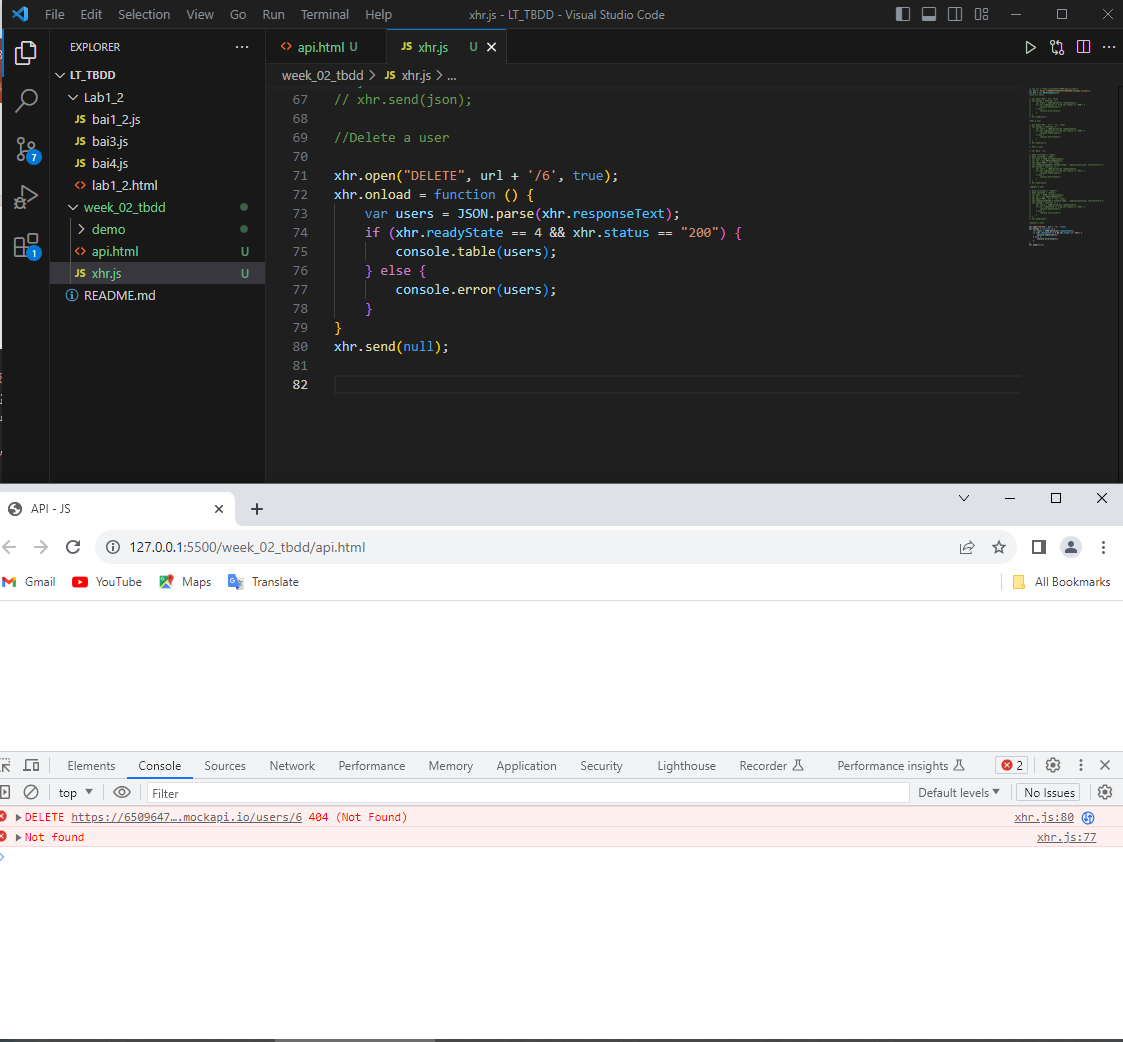 File Edit Selection View Go Run Terminal Help xhr.js - LT_TBDD - Visual Studio Code
EXPLORER
LT_TBDD
Lab1_2
JS bai1_2.js
JS bai3.js
JS bai4.js
<> lab1_2.html
week_02_tbdd
demo
<> api.html U
JS xhr.js U
README.md
7
1
<> api.html U JS xhr.js U
week_02_tbdd > JS xhr.js > ...
67 // xhr.send(json);
68
69 //Delete a user
70
71 xhr.open("DELETE", url + '/6', true);
72 xhr.onload = function () {
73 var users = JSON.parse(xhr.responseText);
74 if (xhr.readyState == 4 && xhr.status == "200") {
75 console.table(users);
76 } else {
77 console.error(users);
78 }
79 }
80 xhr.send(null);
81
82
API - JS
127.0.0.1:5500/week_02_tbdd/api.html
Gmail YouTube Maps Translate All Bookmarks
Elements Console Sources Network Performance Memory Application Security Lighthouse Recorder Performance insights 2
top Filter Default levels No Issues
DELETE https://6509647….mockapi.io/users/6 404 (Not Found) xhr.js:80
Not found xhr.js:77